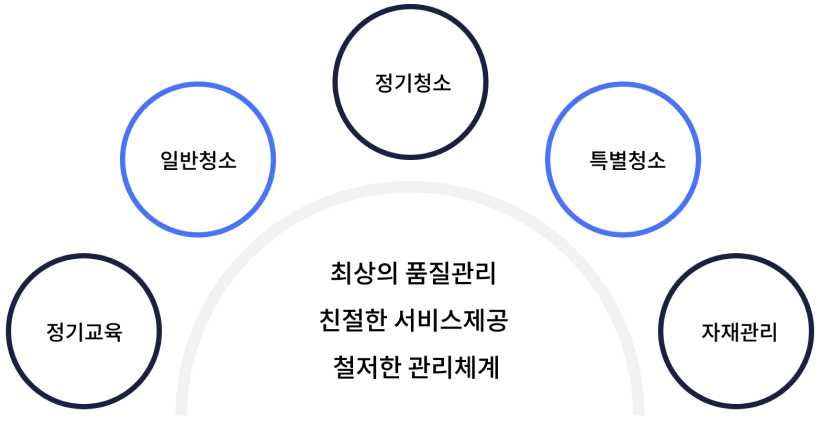 정기청소
일반청소
특별청소
최상의 품질관리
친절한 서비스제공
정기교육
자재관리
철저한 관리체계